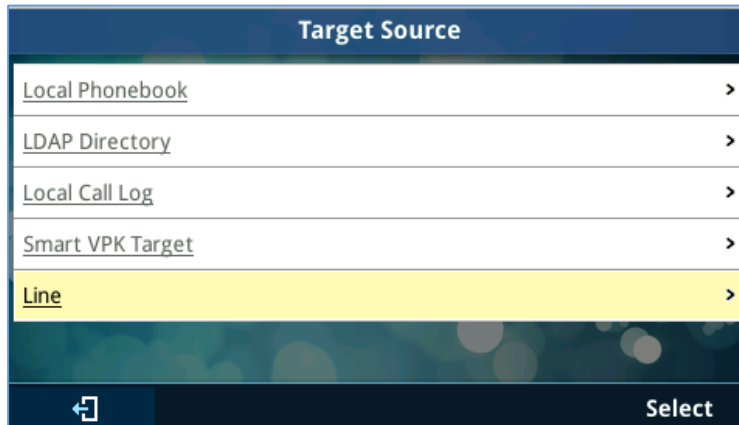 Target Source
Local Phonebook
LDAP Directory
Local Call Log
Smart VPK Target
Line
Select